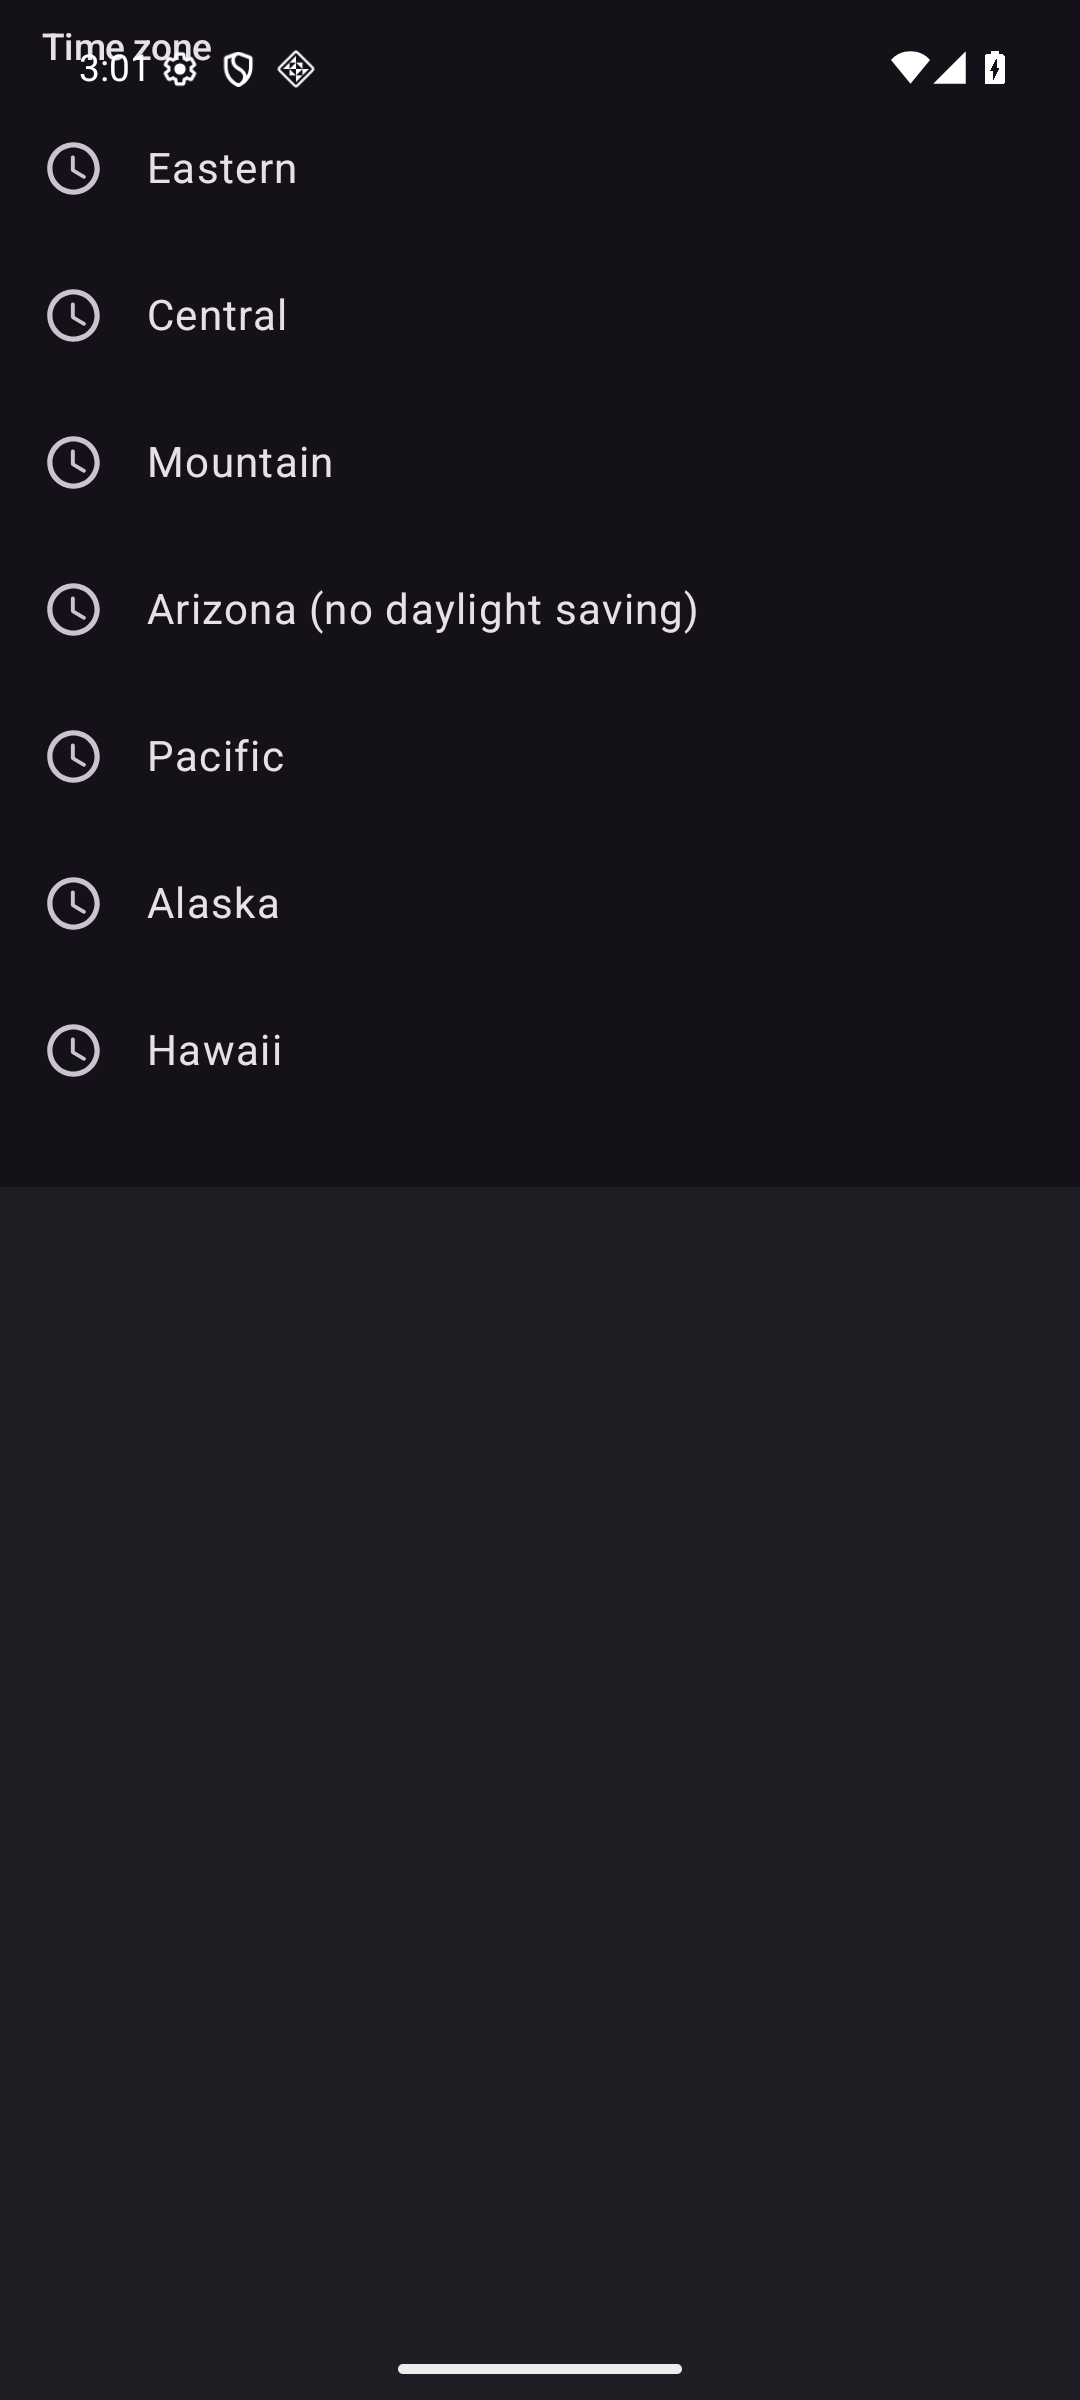 Time zone
3:01
Eastern
Central
Mountain
Arizona (no daylight saving)
Pacific
Alaska
Hawaii